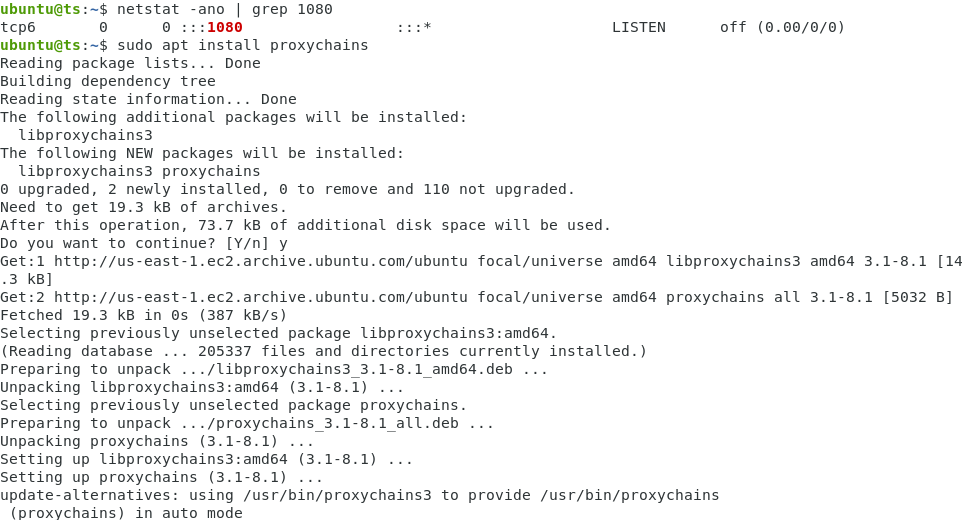 ubuntu@ts:~$ netstat -ano | grep 1080
tcp6       0      0 :::1080                 :::*                    LISTEN      off (0.00/0/0)
ubuntu@ts:~$ sudo apt install proxychains
Reading package lists... Done
Building dependency tree
Reading state information... Done
The following additional packages will be installed:
  libproxychains3
The following NEW packages will be installed:
  libproxychains3 proxychains
0 upgraded, 2 newly installed, 0 to remove and 110 not upgraded.
Need to get 19.3 kB of archives.
After this operation, 73.7 kB of additional disk space will be used.
Do you want to continue? [Y/n] y
Get:1 http://us-east-1.ec2.archive.ubuntu.com/ubuntu focal/universe amd64 libproxychains3 amd64 3.1-8.1 [14
.3 kB]
Get:2 http://us-east-1.ec2.archive.ubuntu.com/ubuntu focal/universe amd64 proxychains all 3.1-8.1 [5032 B]
Fetched 19.3 kB in 0s (387 kB/s)
Selecting previously unselected package libproxychains3:amd64.
(Reading database ... 205337 files and directories currently installed.)
Preparing to unpack .../libproxychains3_3.1-8.1_amd64.deb ...
Unpacking libproxychains3:amd64 (3.1-8.1) ...
Selecting previously unselected package proxychains.
Preparing to unpack .../proxychains_3.1-8.1_all.deb ...
Unpacking proxychains (3.1-8.1) ...
Setting up libproxychains3:amd64 (3.1-8.1) ...
Setting up proxychains (3.1-8.1) ...
update-alternatives: using /usr/bin/proxychains3 to provide /usr/bin/proxychains
 (proxychains) in auto mode